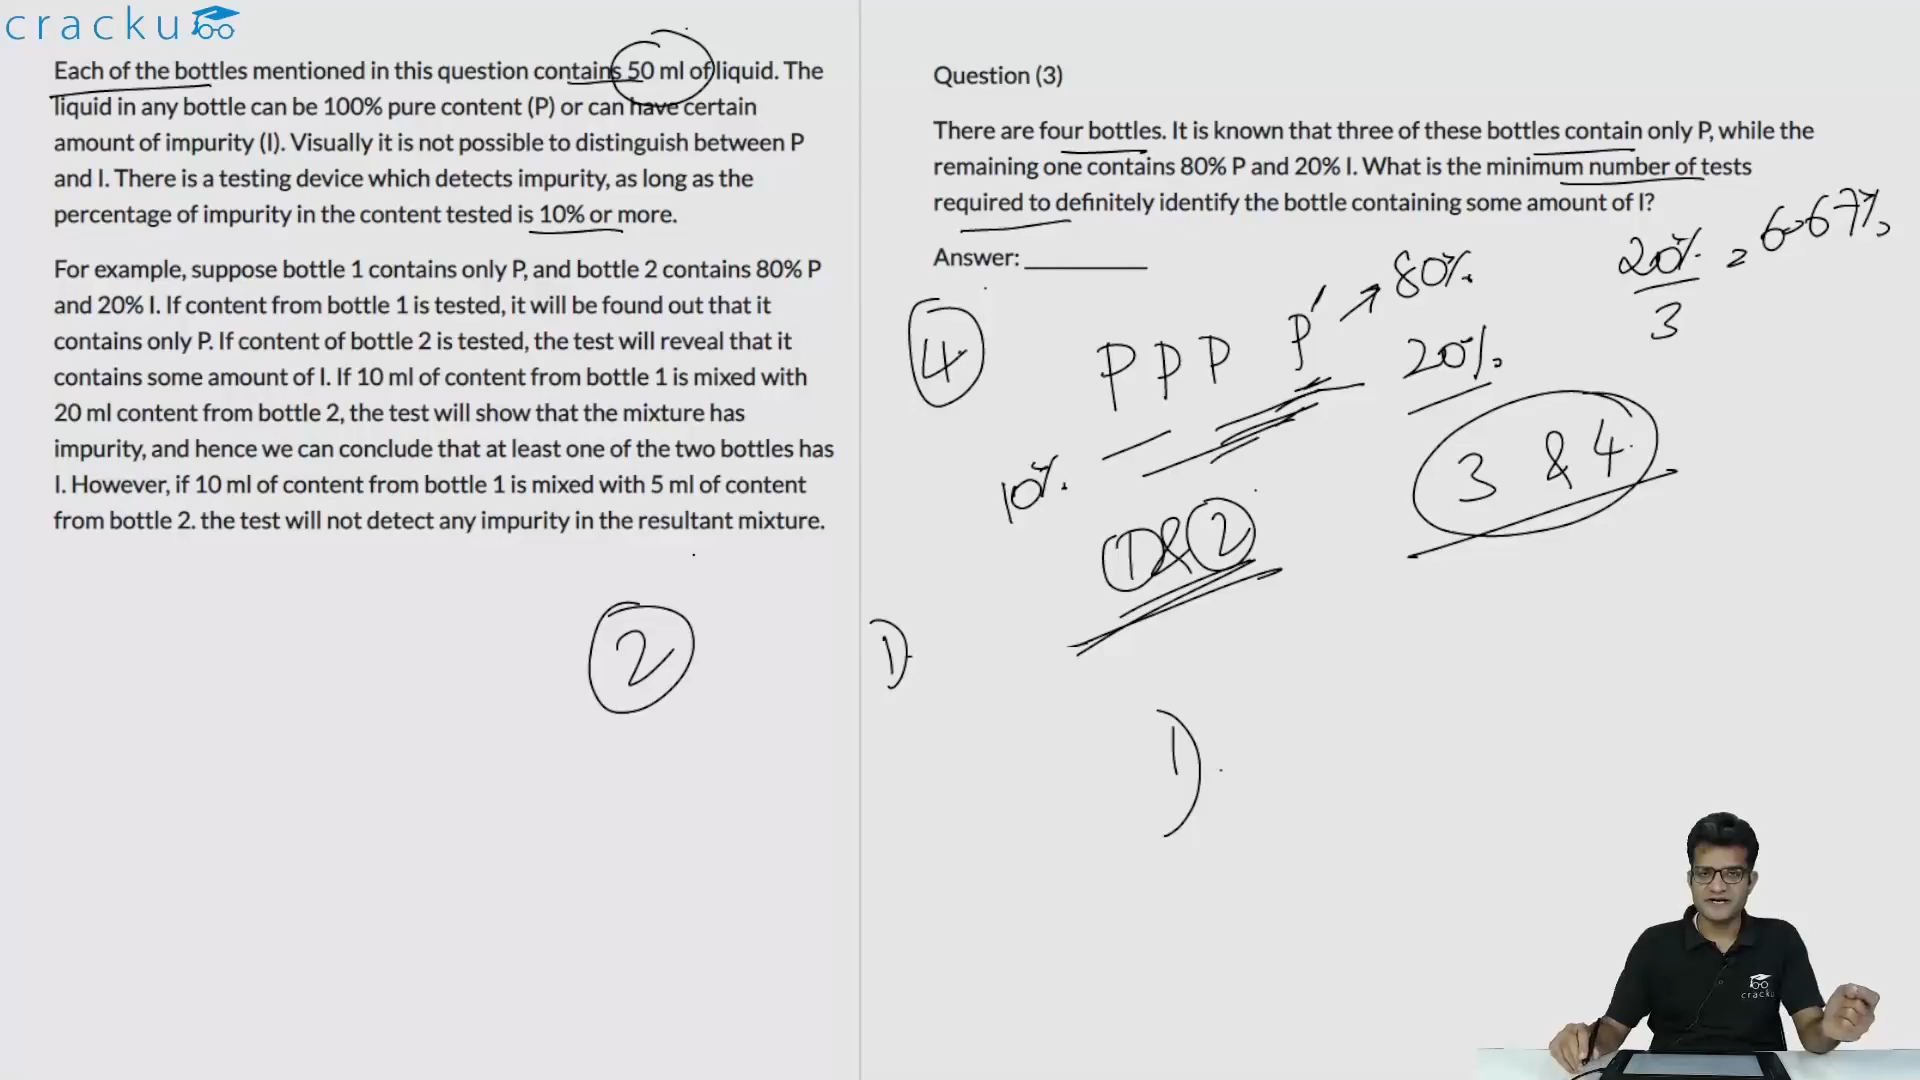 cracku
Each of the bottles mentioned in this question contains 50 ml of liquid. The
liquid in any bottle can be 100% pure content (P) or can have certain
amount of impurity (I). Visually it is not possible to distinguish between P
and I. There is a testing device which detects impurity, as long as the
percentage of impurity in the content tested is 10% or more.
For example, suppose bottle 1 contains only P, and bottle 2 contains 80% P
and 20% I. If content from bottle 1 is tested, it will be found out that it
contains only P. If content of bottle 2 is tested, the test will reveal that it
contains some amount of I. If 10 ml of content from bottle 1 is mixed with
20 ml content from bottle 2, the test will show that the mixture has
impurity, and hence we can conclude that at least one of the two bottles has
I. However, if 10 ml of content from bottle 1 is mixed with 5 ml of content
from bottle 2. the test will not detect any impurity in the resultant mixture.
2
Question (3)
There are four bottles. It is known that three of these bottles contain only P, while the
remaining one contains 80% P and 20% I. What is the minimum number of tests
required to definitely identify the bottle containing some amount of I?
Answer:
4
P P P P' → 80%
20%
20% / 3 = 6.67%
10%
1 & 2
3 & 4
1)
1)
cracku